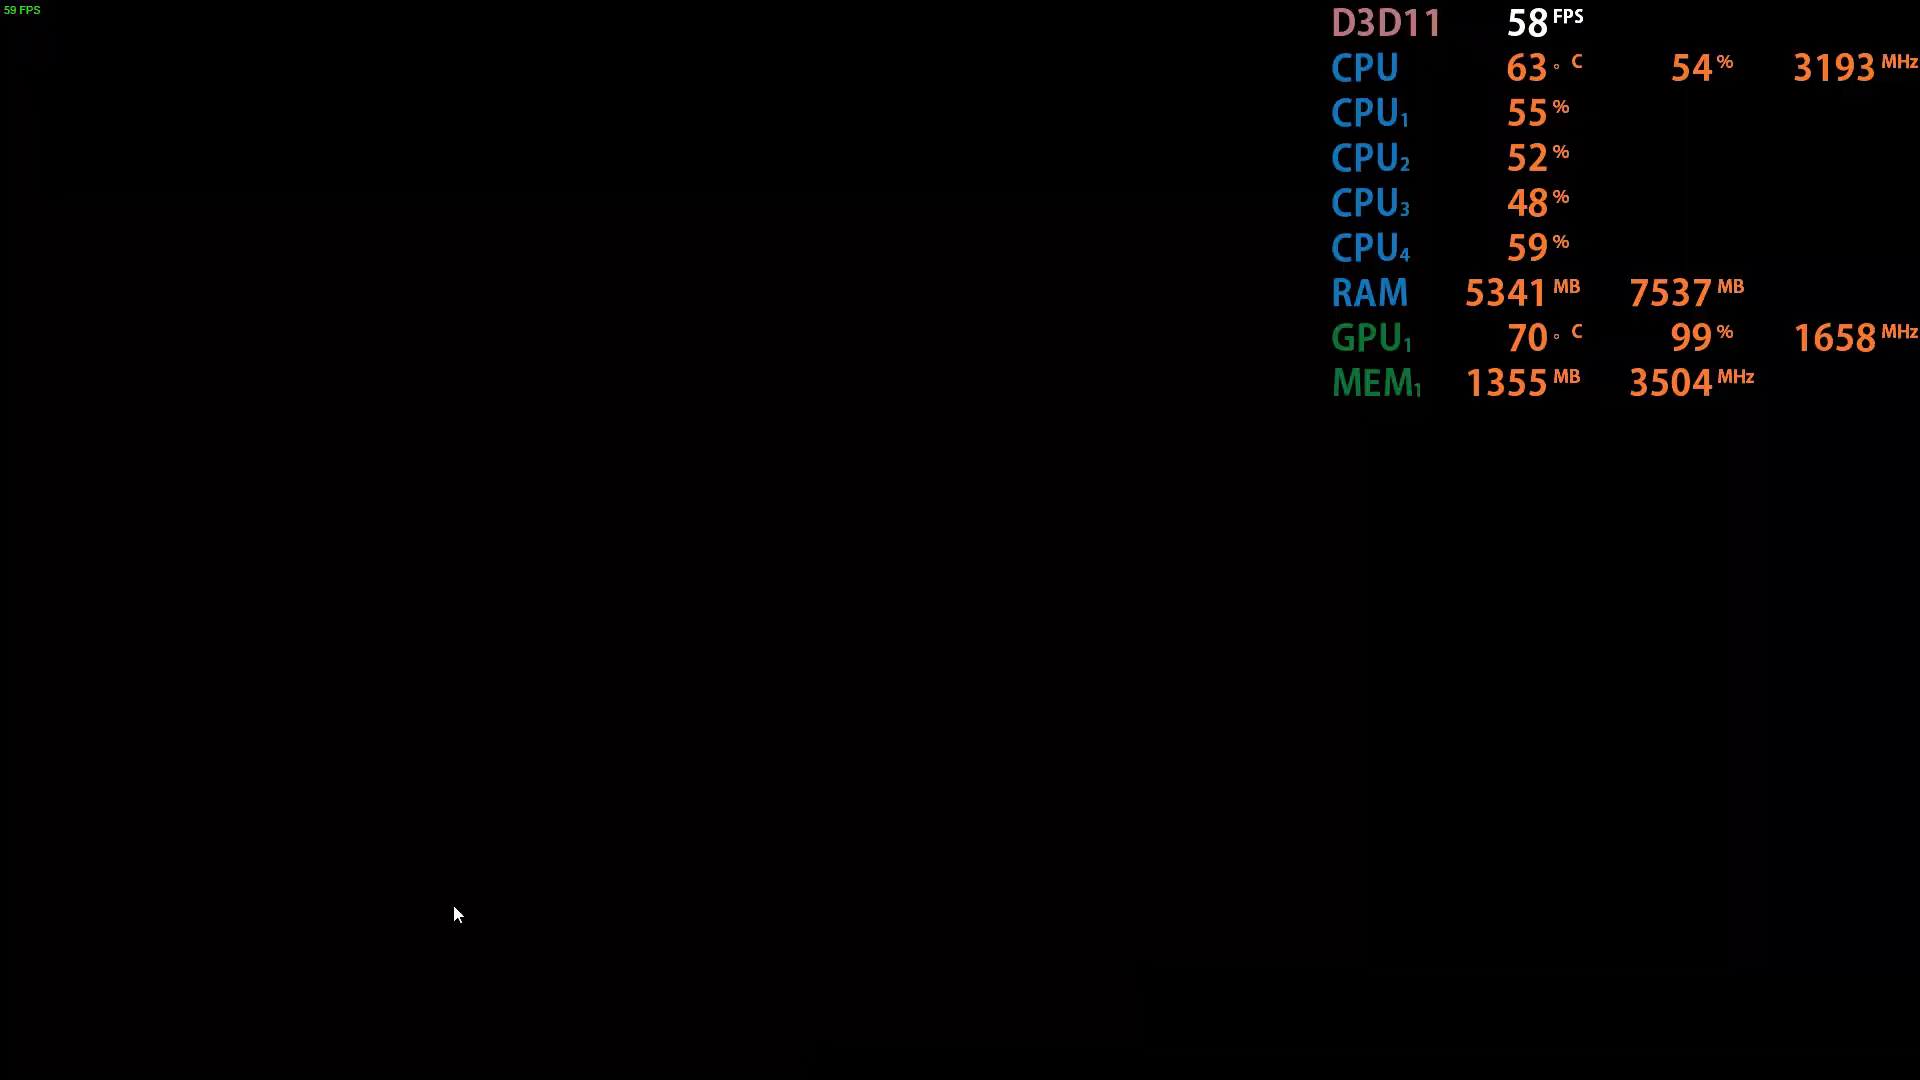 59 FPS
D3D11 58 FPS
CPU 63 °C 54 % 3193 MHz
CPU1 55 %
CPU2 52 %
CPU3 48 %
CPU4 59 %
RAM 5341 MB 7537 MB
GPU1 70 °C 99 % 1658 MHz
MEM1 1355 MB 3504 MHz